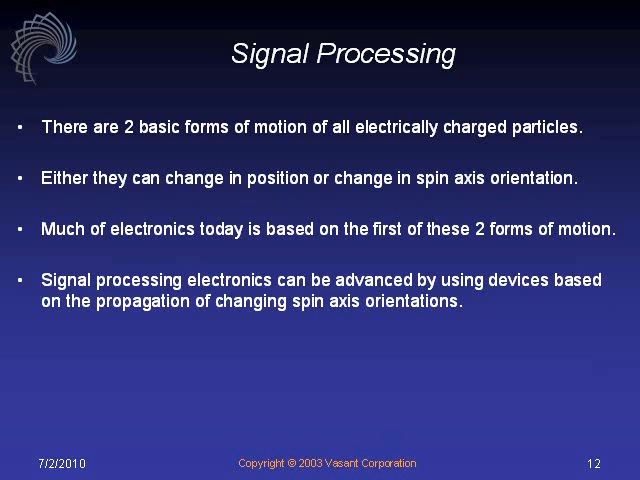 Signal Processing
• There are 2 basic forms of motion of all electrically charged particles.
• Either they can change in position or change in spin axis orientation.
• Much of electronics today is based on the first of these 2 forms of motion.
• Signal processing electronics can be advanced by using devices based
on the propagation of changing spin axis orientations.
7/2/2010
Copyright © 2003 Vasant Corporation
12